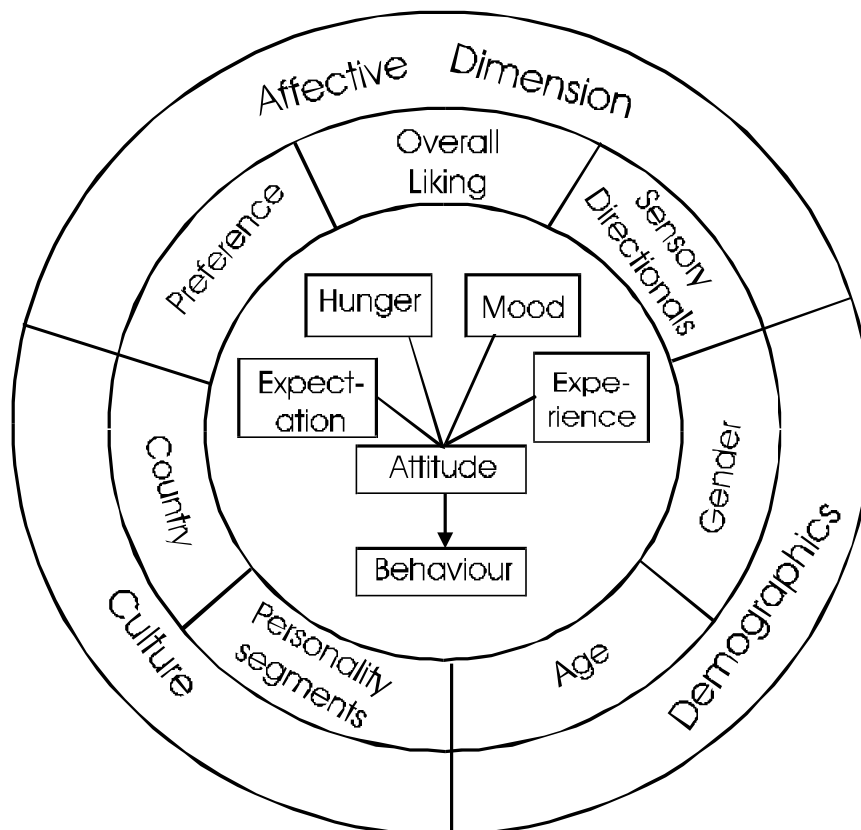 Affective Dimension
Overall
Liking
Preference
Sensory
Directionals
Hunger
Mood
Expect-
ation
Expe-
rience
Attitude
Behaviour
Country
Gender
Culture
Personality
segments
Age
Demographics